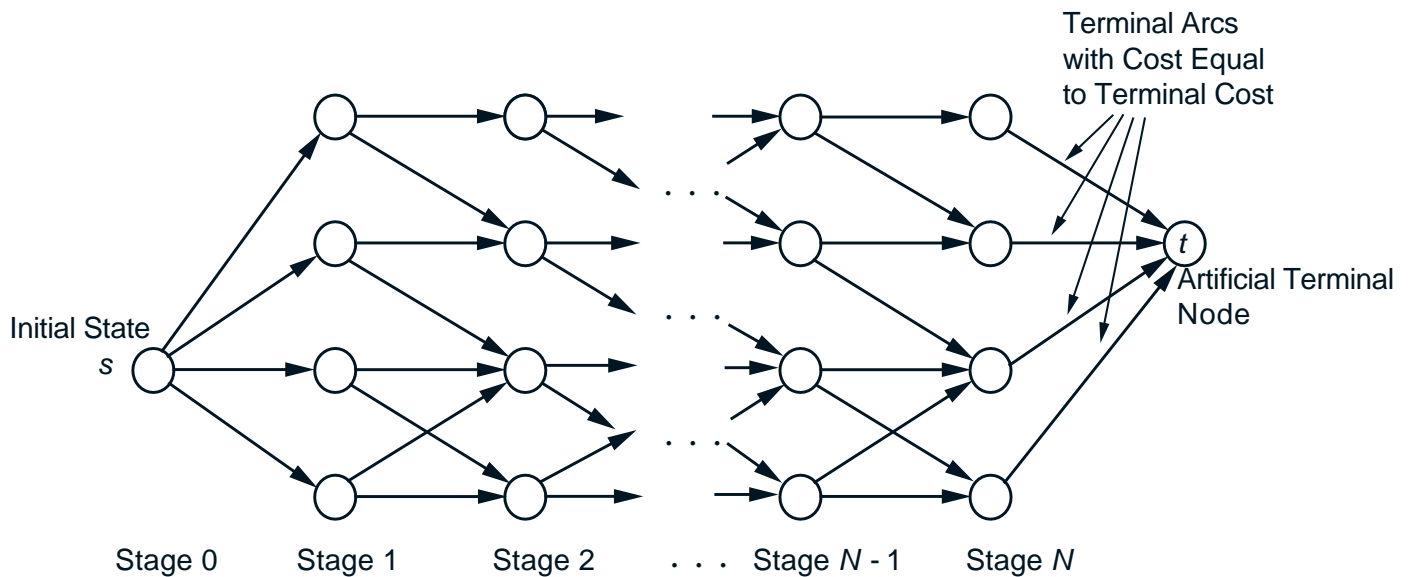 Terminal Arcs
with Cost Equal
to Terminal Cost
. . .
t
Artificial Terminal
Node
. . .
Initial State
s
. . .
Stage 0 Stage 1 Stage 2 . . . Stage N - 1 Stage N